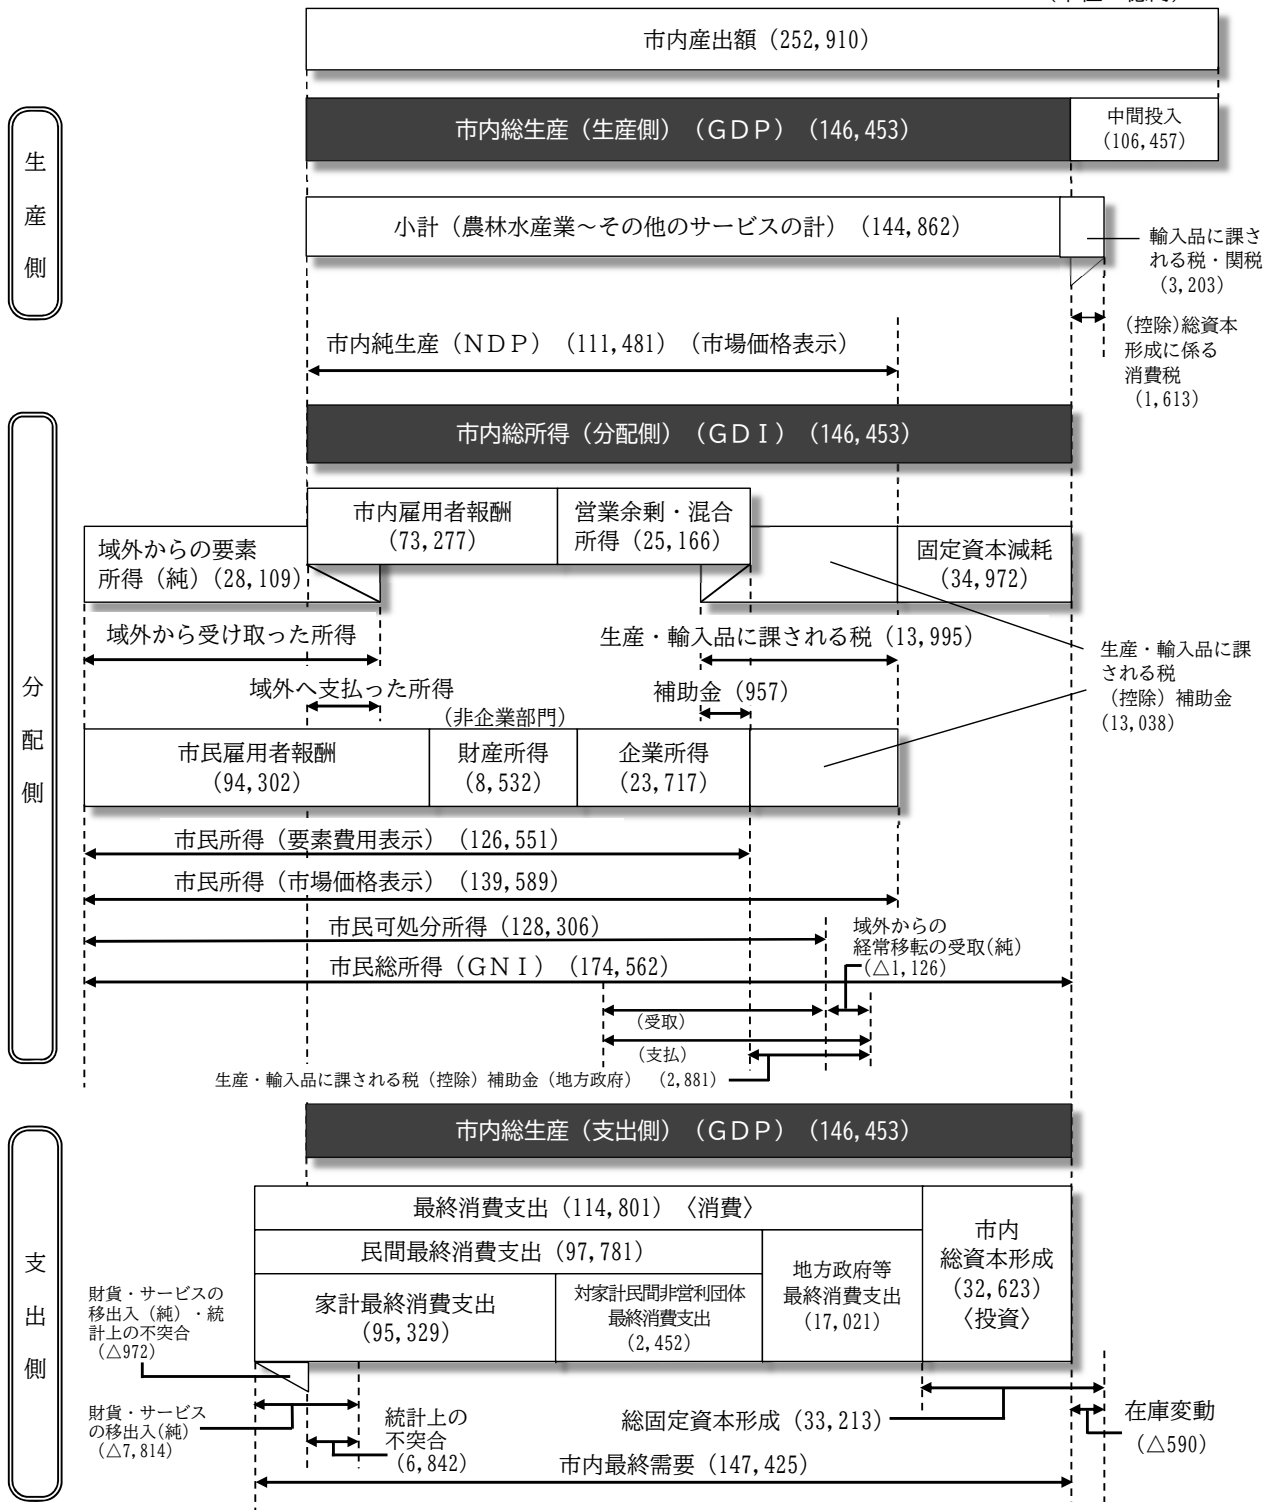 市内産出額（252,910）
生産側
市内総生産（生産側）（ＧＤＰ）（146,453）
中間投入
（106,457）
小計（農林水産業～その他のサービスの計）（144,862）
輸入品に課さ
れる税・関税
（3,203）
市内純生産（ＮＤＰ）（111,481）（市場価格表示）
（控除）総資本
形成に係る
消費税
（1,613）
分配側
市内総所得（分配側）（ＧＤＩ）（146,453）
市内雇用者報酬
（73,277）
営業余剰・混合
所得（25,166）
域外からの要素
所得（純）（28,109）
固定資本減耗
（34,972）
域外から受け取った所得
生産・輸入品に課される税（13,995）
生産・輸入品に課
される税
（控除）補助金
（13,038）
域外へ支払った所得
補助金（957）
（非企業部門）
市民雇用者報酬
（94,302）
財産所得
（8,532）
企業所得
（23,717）
市民所得（要素費用表示）（126,551）
市民所得（市場価格表示）（139,589）
市民可処分所得（128,306）
域外からの
経常移転の受取(純)
（△1,126）
市民総所得（ＧＮＩ）（174,562）
（受取）
（支払）
生産・輸入品に課される税（控除）補助金（地方政府）（2,881）
支出側
市内総生産（支出側）（ＧＤＰ）（146,453）
最終消費支出（114,801）〈消費〉
民間最終消費支出（97,781）
家計最終消費支出
（95,329）
対家計民間非営利団体
最終消費支出
（2,452）
地方政府等
最終消費支出
（17,021）
市内
総資本形成
（32,623）
〈投資〉
財貨・サービスの
移出入（純）・統
計上の不突合
（△972）
財貨・サービス
の移出入(純)
（△7,814）
統計上の
不突合
（6,842）
総固定資本形成（33,213）
在庫変動
（△590）
市内最終需要（147,425）